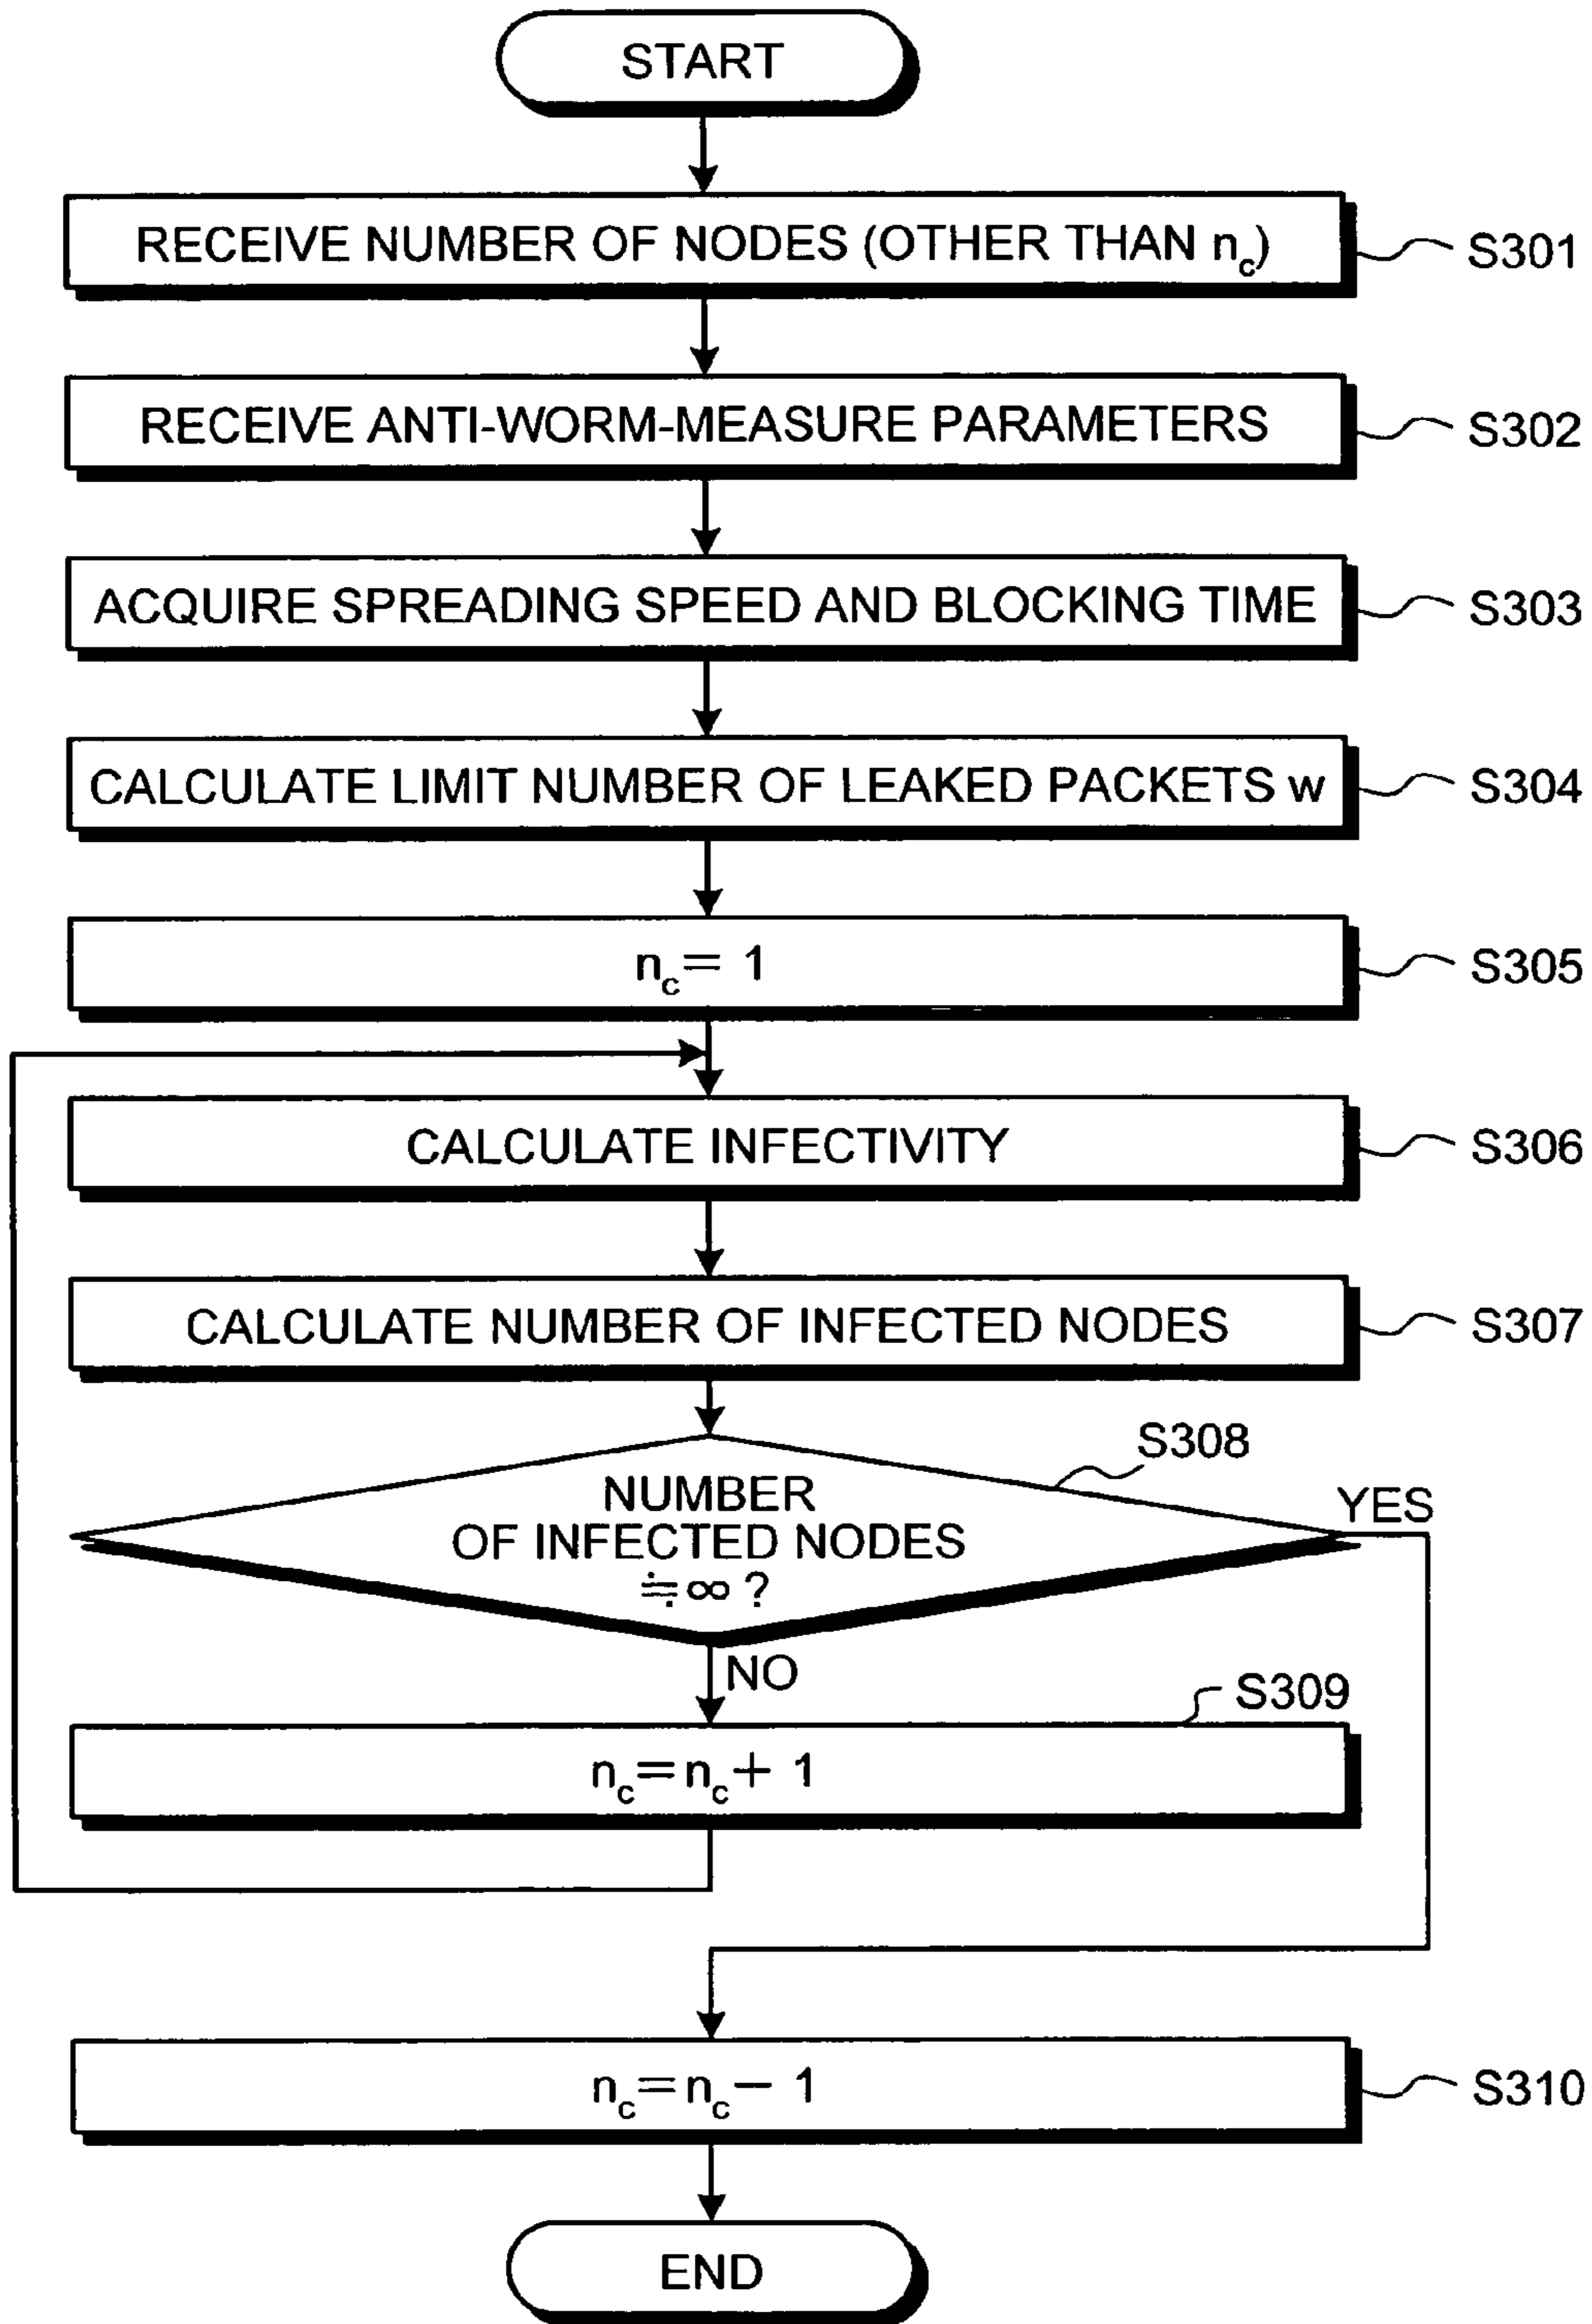 START
RECEIVE NUMBER OF NODES (OTHER THAN nc)
S301
RECEIVE ANTI-WORM-MEASURE PARAMETERS
S302
ACQUIRE SPREADING SPEED AND BLOCKING TIME
S303
CALCULATE LIMIT NUMBER OF LEAKED PACKETS w
S304
nc= 1
S305
CALCULATE INFECTIVITY
S306
CALCULATE NUMBER OF INFECTED NODES
S307
S308
NUMBER
OF INFECTED NODES
≒∞ ?
YES
NO
S309
nc=nc+ 1
nc=nc− 1
S310
END